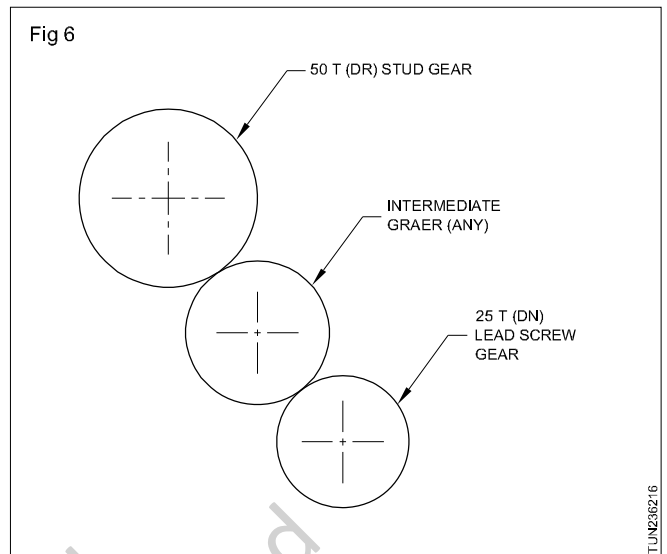 Fig 6
50 T (DR) STUD GEAR
INTERMEDIATE
GRAER (ANY)
25 T (DN)
LEAD SCREW
GEAR
TUN236216